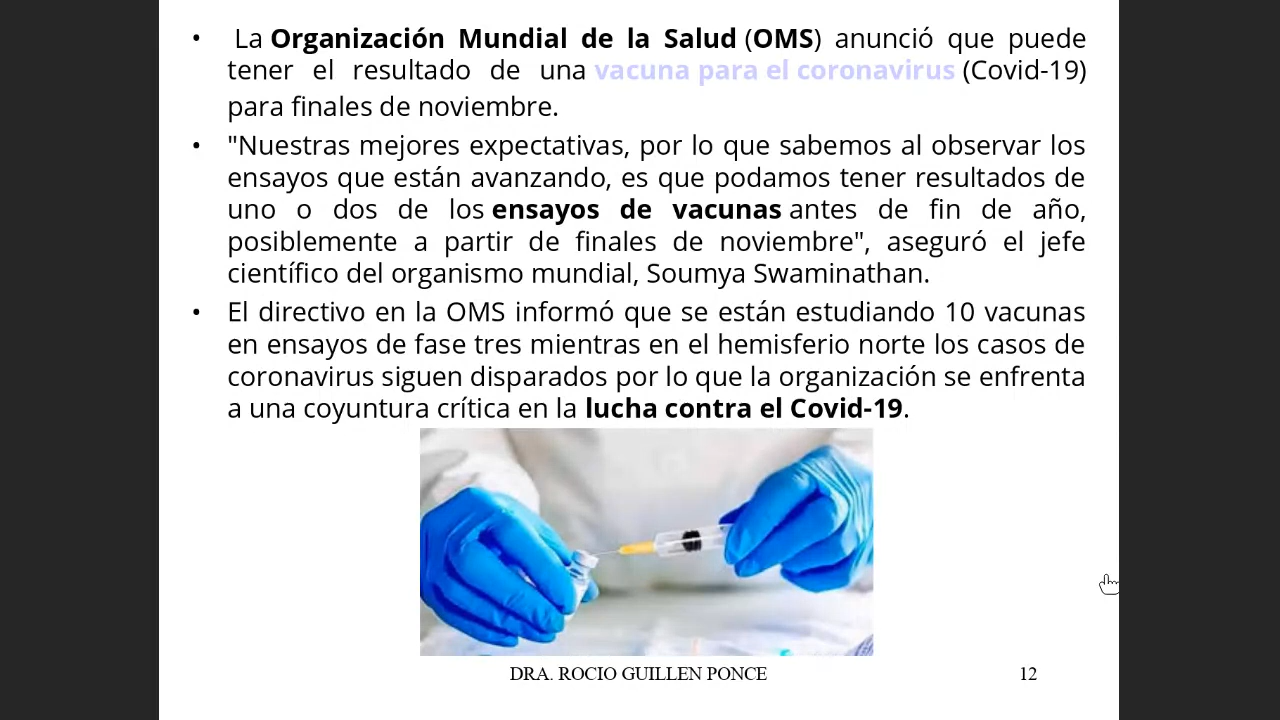 • La Organización Mundial de la Salud (OMS) anunció que puede
tener el resultado de una vacuna para el coronavirus (Covid-19)
para finales de noviembre.
• "Nuestras mejores expectativas, por lo que sabemos al observar los
ensayos que están avanzando, es que podamos tener resultados de
uno o dos de los ensayos de vacunas antes de fin de año,
posiblemente a partir de finales de noviembre", aseguró el jefe
científico del organismo mundial, Soumya Swaminathan.
• El directivo en la OMS informó que se están estudiando 10 vacunas
en ensayos de fase tres mientras en el hemisferio norte los casos de
coronavirus siguen disparados por lo que la organización se enfrenta
a una coyuntura crítica en la lucha contra el Covid-19.
DRA. ROCIO GUILLEN PONCE
12